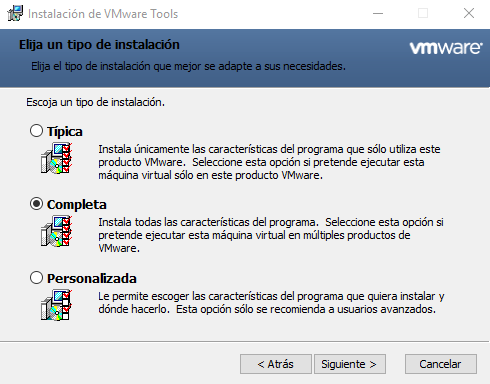 Instalación de VMware Tools
Elija un tipo de instalación
vmware
Elija el tipo de instalación que mejor se adapte a sus necesidades.
Escoja un tipo de instalación.
Típica
Instala únicamente las características del programa que sólo utiliza este
producto VMware. Seleccione esta opción si pretende ejecutar esta
máquina virtual sólo en este producto VMware.
Completa
Instala todas las características del programa. Seleccione esta opción si
pretende ejecutar esta máquina virtual en múltiples productos de
VMware.
Personalizada
Le permite escoger las características del programa que quiera instalar y
dónde hacerlo. Esta opción sólo se recomienda a usuarios avanzados.
< Atrás
Siguiente >
Cancelar